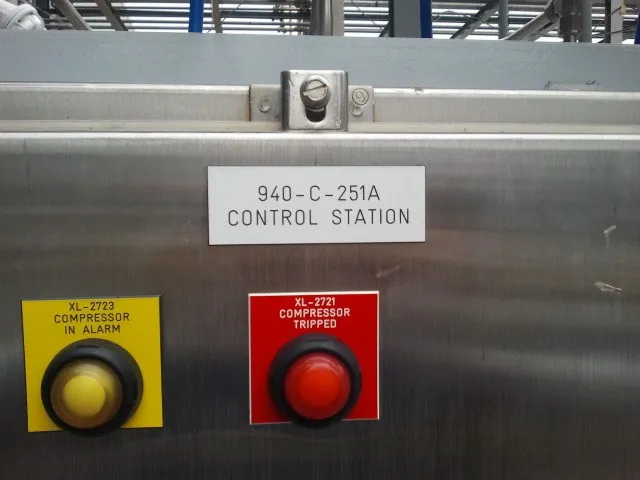 940-C-251A
CONTROL STATION
XL-2723
COMPRESSOR
IN ALARM
XL-2721
COMPRESSOR
TRIPPED